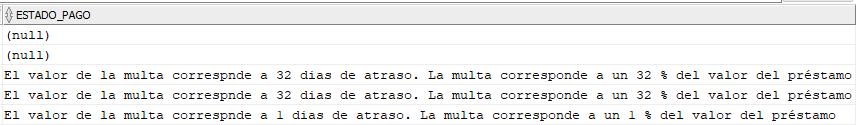 ESTADO_PAGO
(null)
(null)
El valor de la multa correspnde a 32 dias de atraso. La multa corresponde a un 32 % del valor del préstamo
El valor de la multa correspnde a 32 dias de atraso. La multa corresponde a un 32 % del valor del préstamo
El valor de la multa correspnde a 1 dias de atraso. La multa corresponde a un 1 % del valor del préstamo